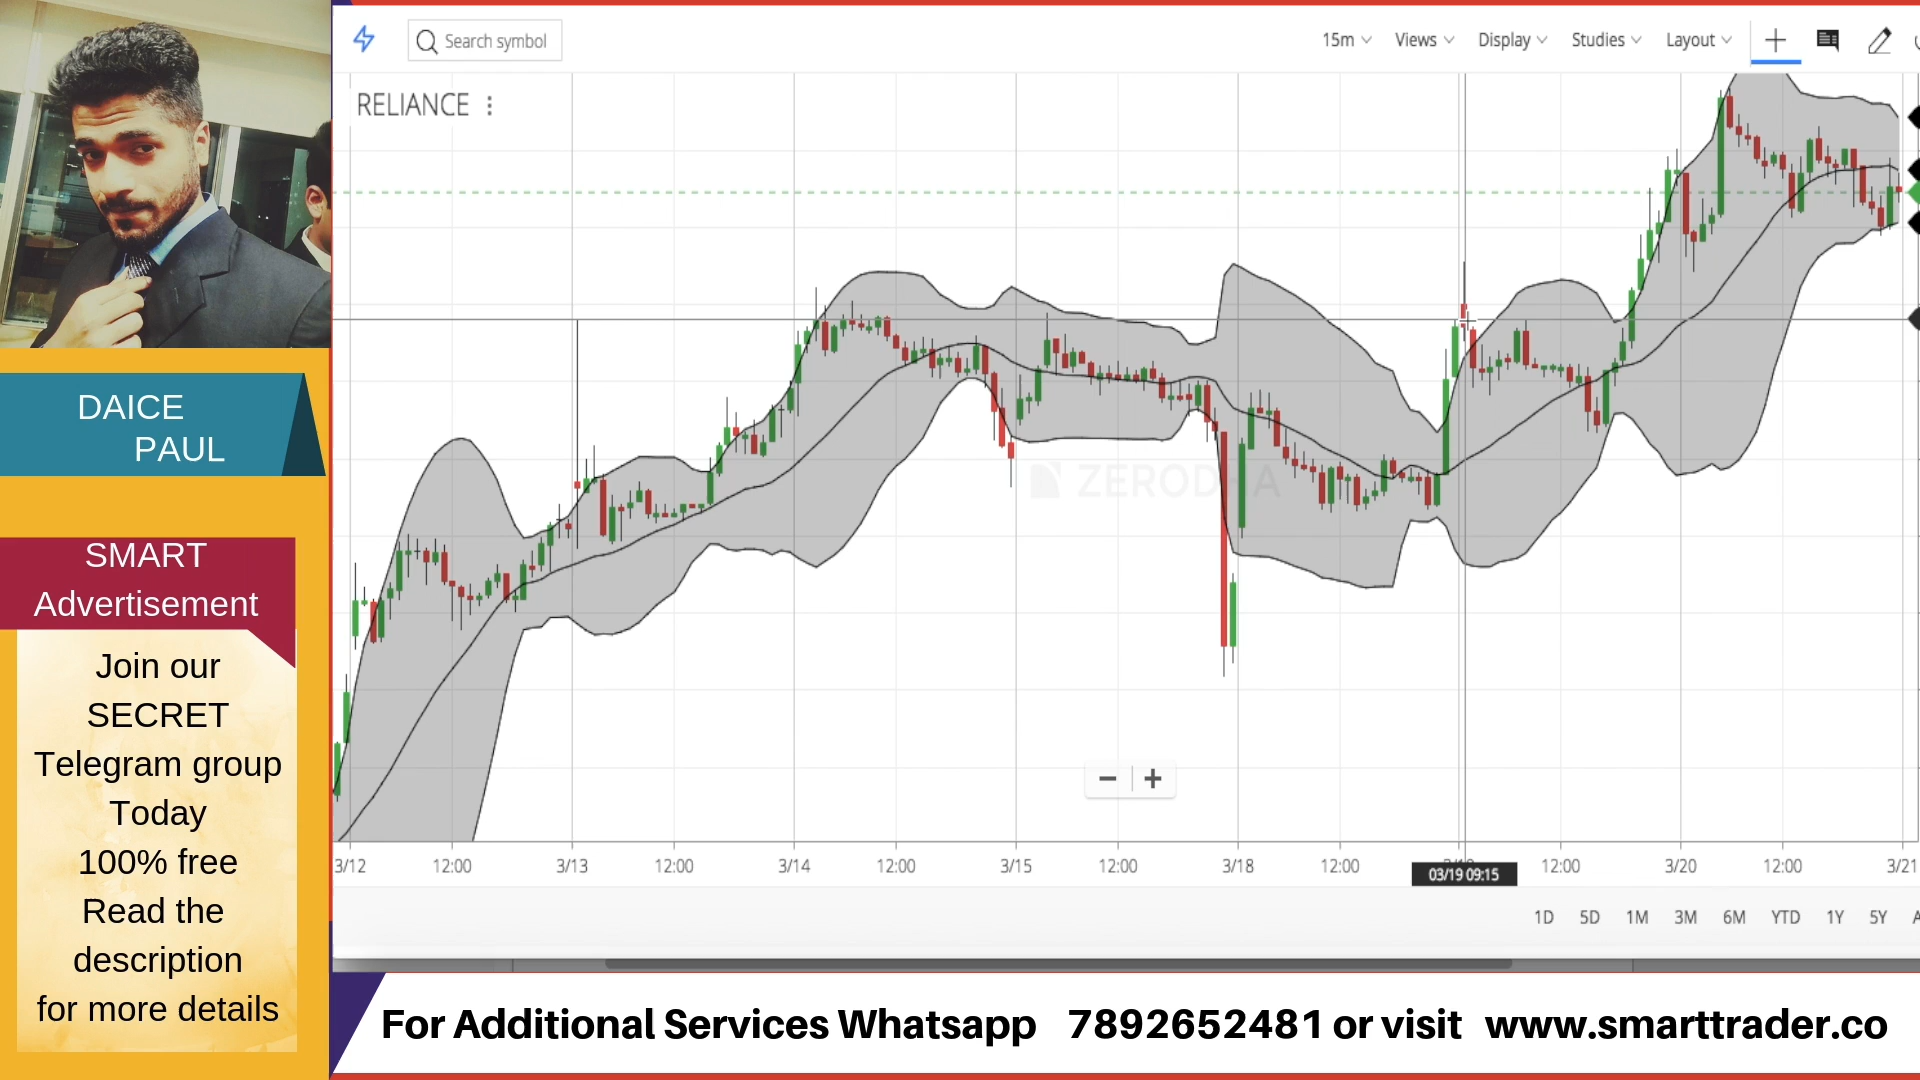 Search symbol
15m
Views
Display
Studies
Layout
RELIANCE
DAICE
PAUL
SMART
Advertisement
Join our
SECRET
Telegram group
Today
100% free
Read the
description
for more details
ZERODHA
3/12
12:00
3/13
12:00
3/14
12:00
3/15
12:00
3/18
12:00
03/19 09:15
12:00
3/20
12:00
3/21
1D 5D 1M 3M 6M YTD 1Y 5Y
For Additional Services Whatsapp 7892652481 or visit www.smarttrader.co